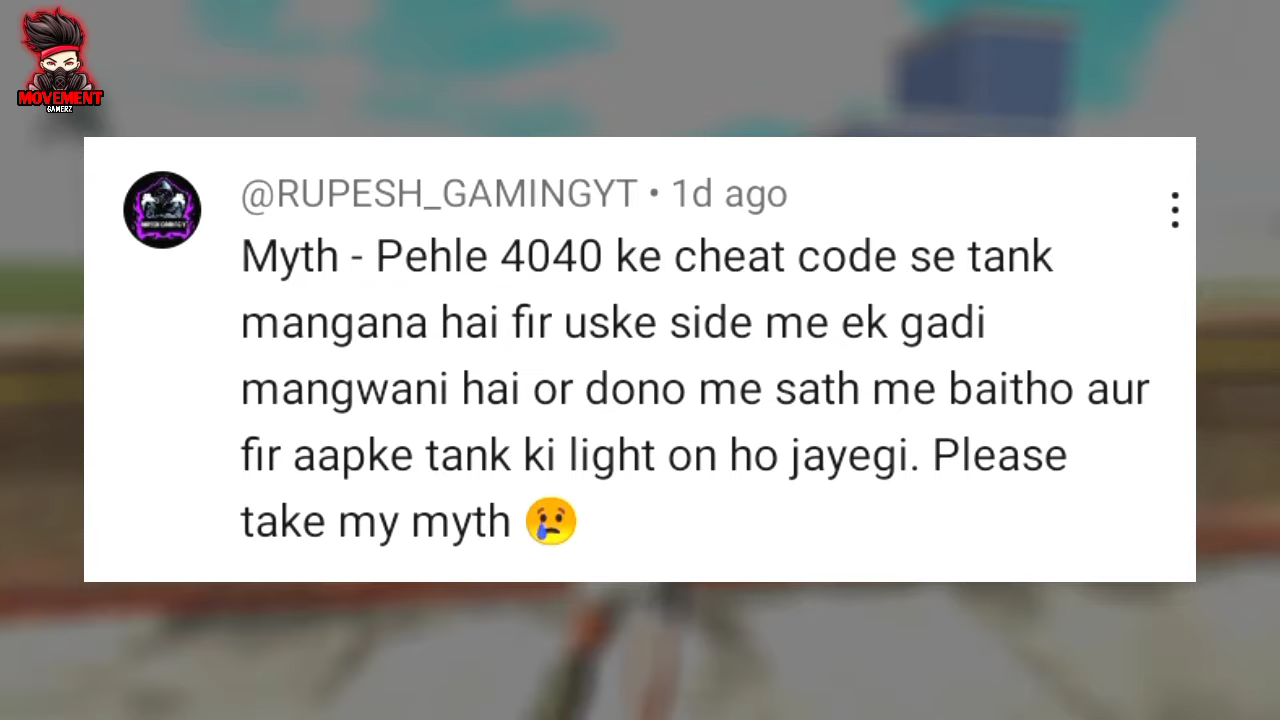 MOVEMENT
GAMERZ
@RUPESH_GAMINGYT • 1d ago
Myth - Pehle 4040 ke cheat code se tank
mangana hai fir uske side me ek gadi
mangwani hai or dono me sath me baitho aur
fir aapke tank ki light on ho jayegi. Please
take my myth 😢